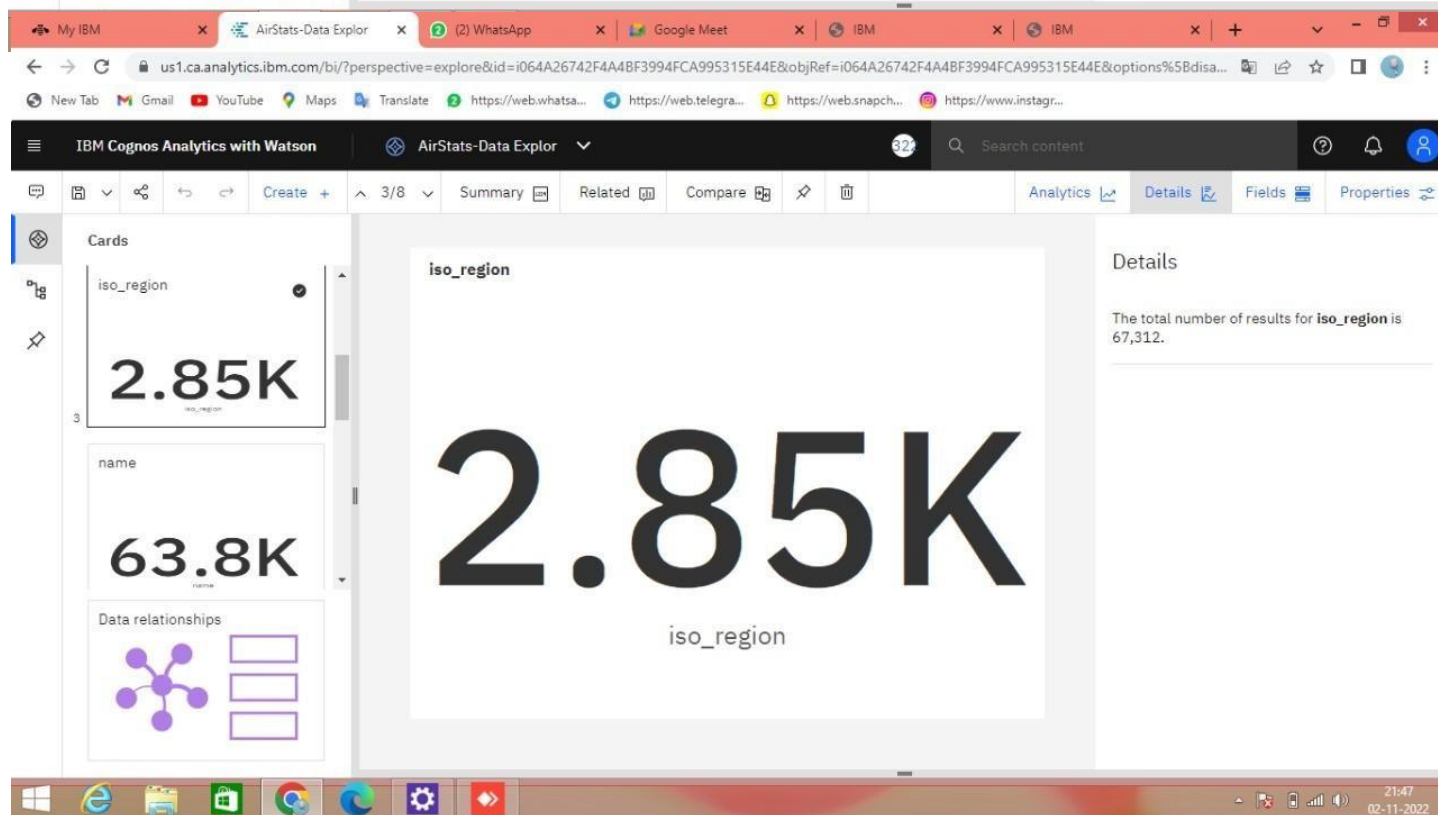 My IBM
AirStats-Data Explor
(2) WhatsApp
Google Meet
IBM
IBM
us1.ca.analytics.ibm.com/bi/?perspective=explore&id=i064A26742F4A4BF3994FCA995315E44E&objRef=i064A26742F4A4BF3994FCA995315E44E&options%5Bdisa...
New Tab
Gmail
YouTube
Maps
Translate
https://web.whatsa...
https://web.telegra...
https://web.snapch...
https://www.instagr...
IBM Cognos Analytics with Watson
AirStats-Data Explor
322
Search content
Create +
3/8
Summary
Related
Compare
Analytics
Details
Fields
Properties
Cards
iso_region
2.85K
iso_region
3
name
63.8K
name
Data relationships
iso_region
2.85K
iso_region
Details
The total number of results for iso_region is
67,312.
21:47
02-11-2022